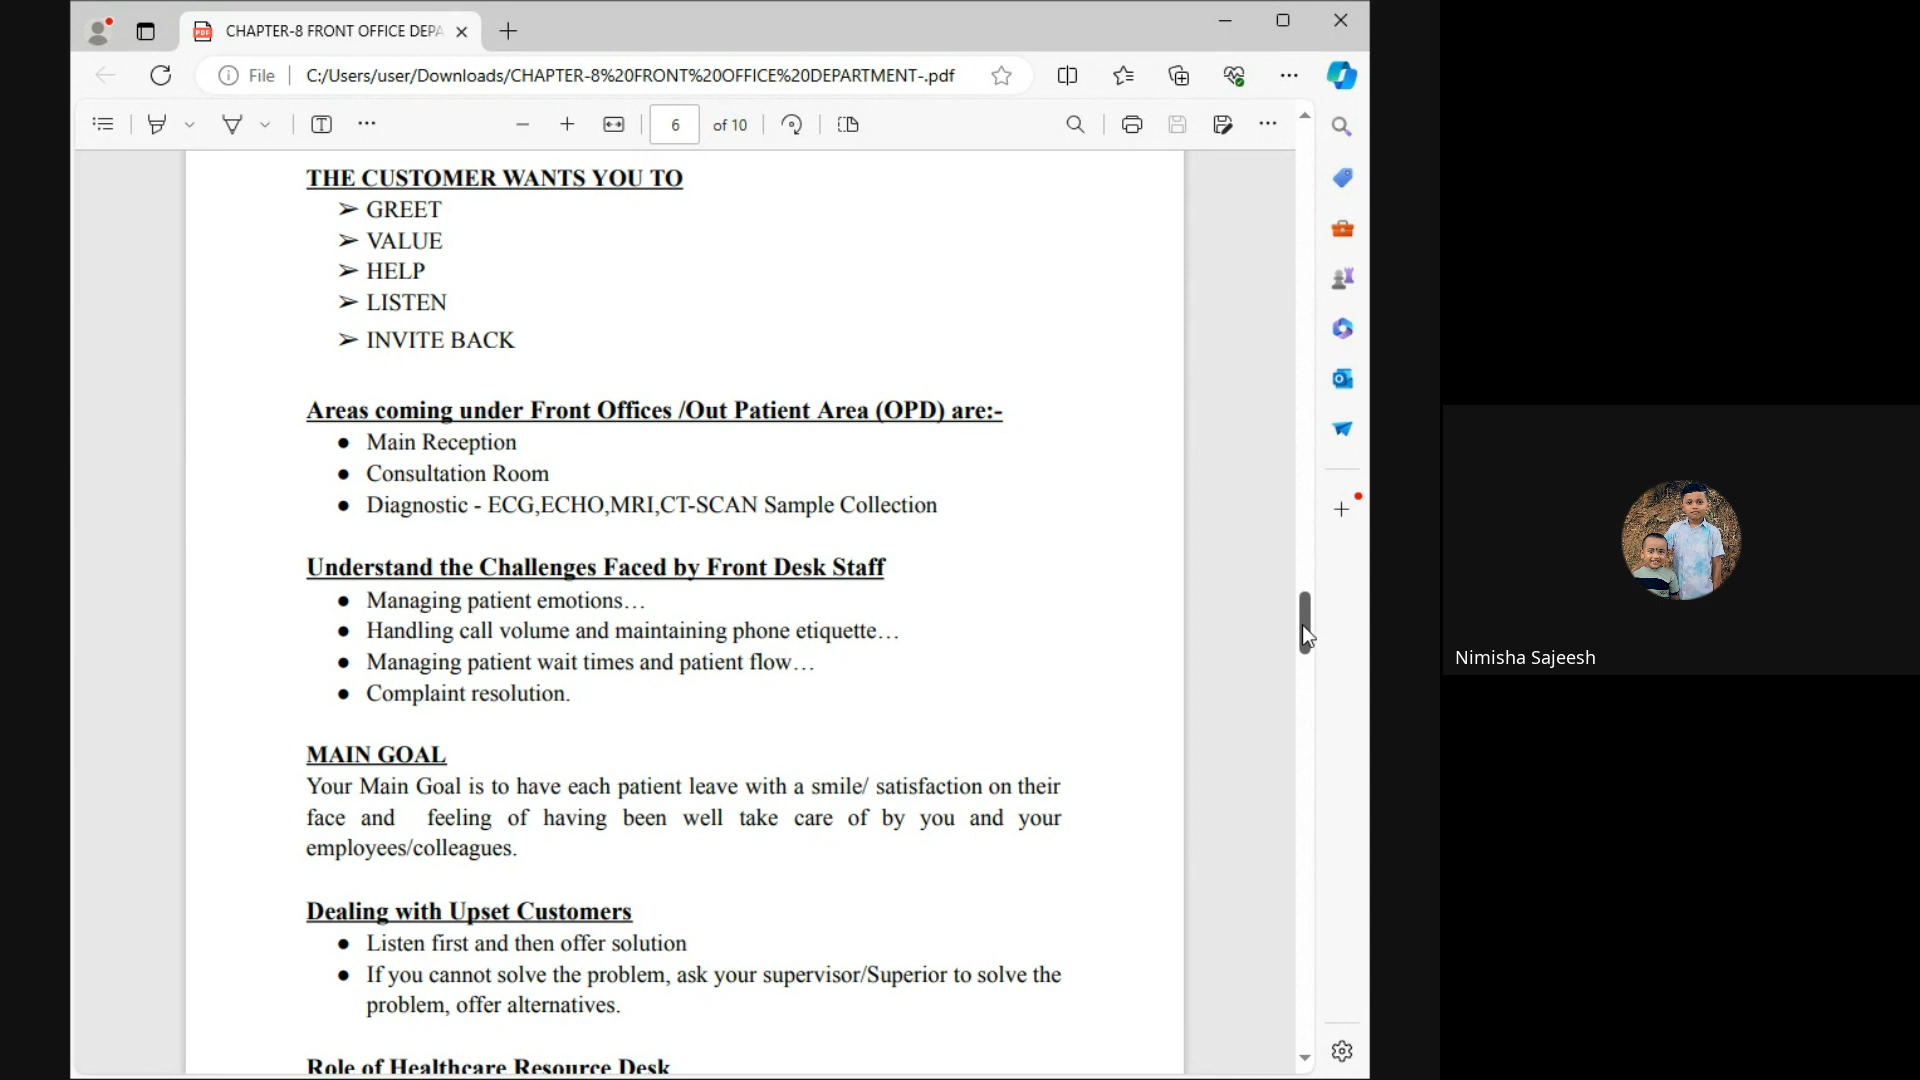 CHAPTER-8 FRONT OFFICE DEPA
File
C:/Users/user/Downloads/CHAPTER-8%20FRONT%20OFFICE%20DEPARTMENT-.pdf
6 of 10
THE CUSTOMER WANTS YOU TO
➢ GREET
➢ VALUE
➢ HELP
➢ LISTEN
➢ INVITE BACK
Areas coming under Front Offices /Out Patient Area (OPD) are:-
● Main Reception
● Consultation Room
● Diagnostic - ECG,ECHO,MRI,CT-SCAN Sample Collection
Understand the Challenges Faced by Front Desk Staff
● Managing patient emotions…
● Handling call volume and maintaining phone etiquette…
● Managing patient wait times and patient flow…
● Complaint resolution.
MAIN GOAL
Your Main Goal is to have each patient leave with a smile/ satisfaction on their
face and feeling of having been well take care of by you and your
employees/colleagues.
Dealing with Upset Customers
● Listen first and then offer solution
● If you cannot solve the problem, ask your supervisor/Superior to solve the
problem, offer alternatives.
Role of Healthcare Resource Desk
Nimisha Sajeesh